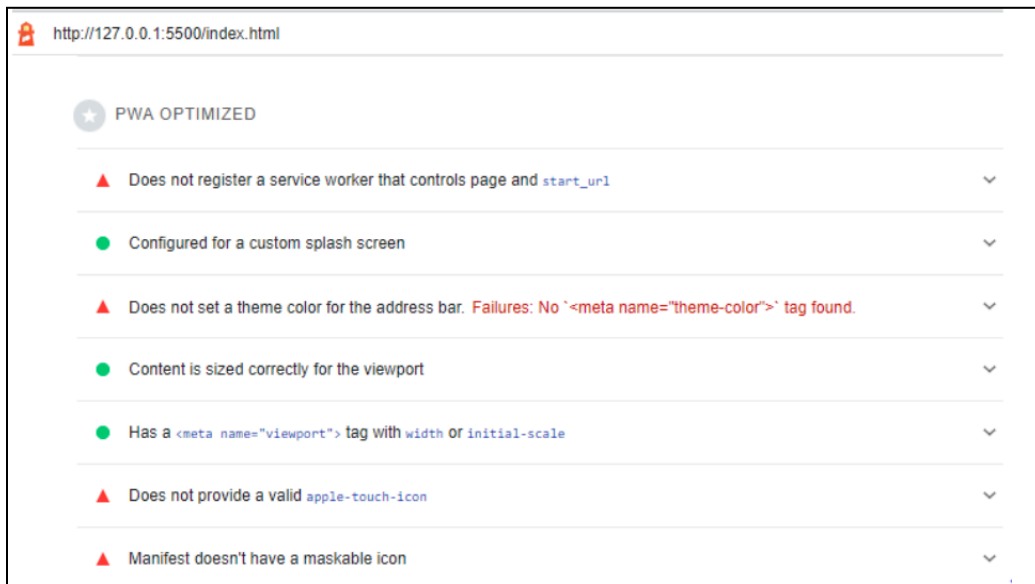 http://127.0.0.1:5500/index.html
PWA OPTIMIZED
Does not register a service worker that controls page and start_url
Configured for a custom splash screen
Does not set a theme color for the address bar. Failures: No `<meta name="theme-color">` tag found.
Content is sized correctly for the viewport
Has a <meta name="viewport"> tag with width or initial-scale
Does not provide a valid apple-touch-icon
Manifest doesn't have a maskable icon